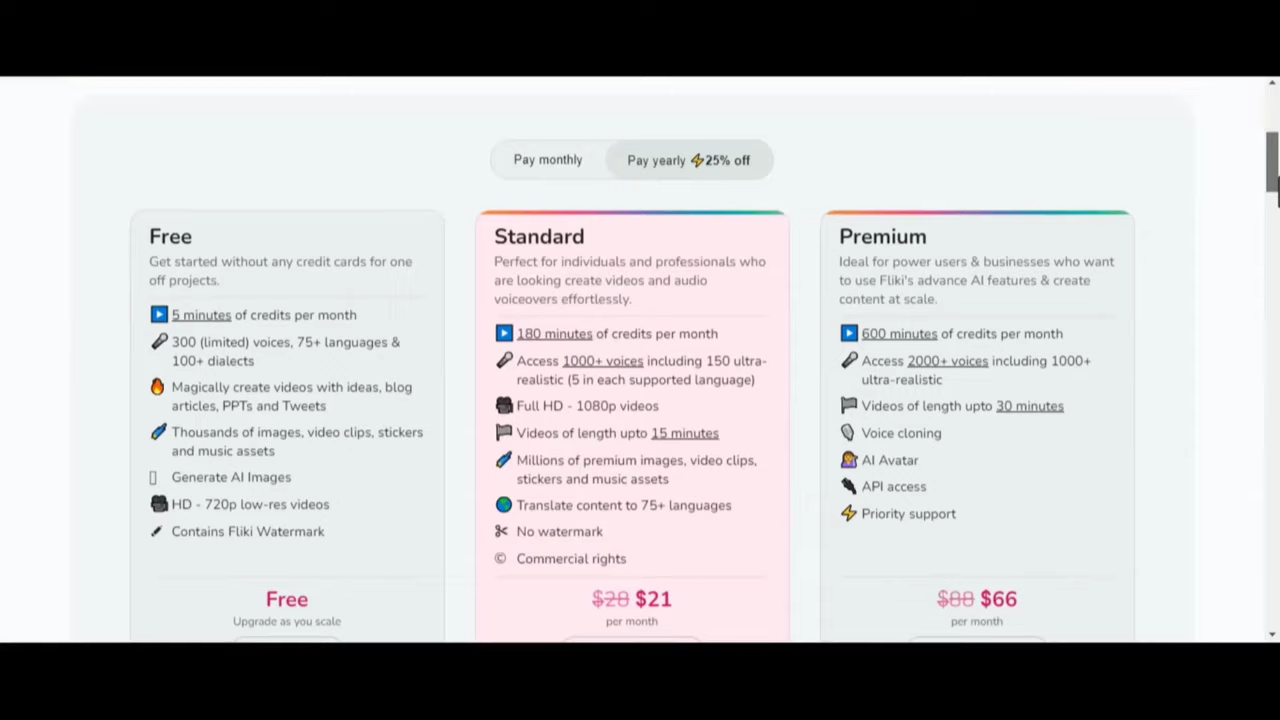 Pay monthly
Pay yearly ⚡25% off
Free
Get started without any credit cards for one
off projects.
5 minutes of credits per month
300 (limited) voices, 75+ languages &
100+ dialects
Magically create videos with ideas, blog
articles, PPTs and Tweets
Thousands of images, video clips, stickers
and music assets
Generate AI Images
HD - 720p low-res videos
Contains Fliki Watermark
Free
Upgrade as you scale
Standard
Perfect for individuals and professionals who
are looking create videos and audio
voiceovers effortlessly.
180 minutes of credits per month
Access 1000+ voices including 150 ultra-
realistic (5 in each supported language)
Full HD - 1080p videos
Videos of length upto 15 minutes
Millions of premium images, video clips,
stickers and music assets
Translate content to 75+ languages
No watermark
© Commercial rights
$28 $21
per month
Premium
Ideal for power users & businesses who want
to use Fliki's advance AI features & create
content at scale.
600 minutes of credits per month
Access 2000+ voices including 1000+
ultra-realistic
Videos of length upto 30 minutes
Voice cloning
AI Avatar
API access
Priority support
$88 $66
per month